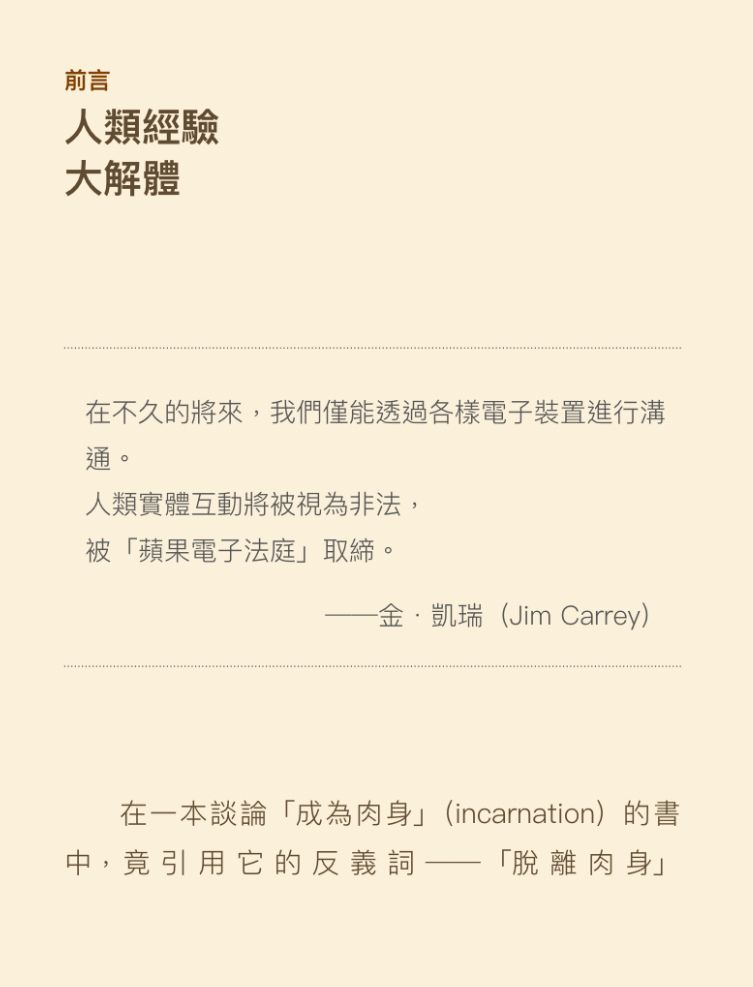 前言
人類經驗
大解體
在不久的將來，我們僅能透過各樣電子裝置進行溝
通。
人類實體互動將被視為非法，
被「蘋果電子法庭」取締。
——金．凱瑞（Jim Carrey）
在一本談論「成為肉身」（incarnation）的書
中，竟引用它的反義詞——「脫離肉身」